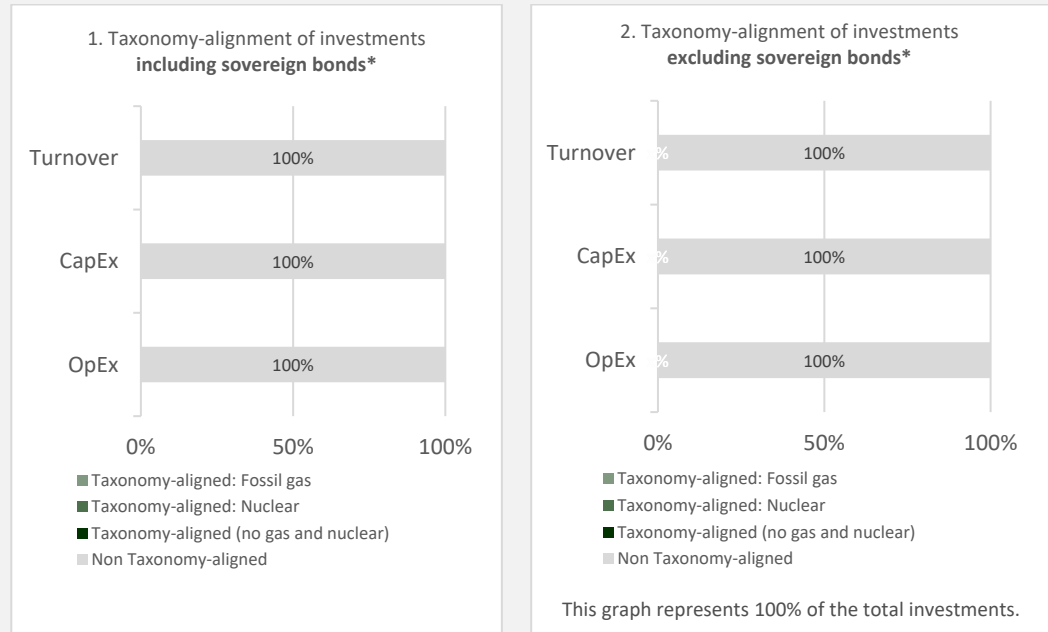 1. Taxonomy-alignment of investments
including sovereign bonds*
Turnover
100%
CapEx
100%
OpEx
100%
0% 50% 100%
Taxonomy-aligned: Fossil gas
Taxonomy-aligned: Nuclear
Taxonomy-aligned (no gas and nuclear)
Non Taxonomy-aligned
2. Taxonomy-alignment of investments
excluding sovereign bonds*
Turnover
% 100%
CapEx
% 100%
OpEx
% 100%
0% 50% 100%
Taxonomy-aligned: Fossil gas
Taxonomy-aligned: Nuclear
Taxonomy-aligned (no gas and nuclear)
Non Taxonomy-aligned
This graph represents 100% of the total investments.